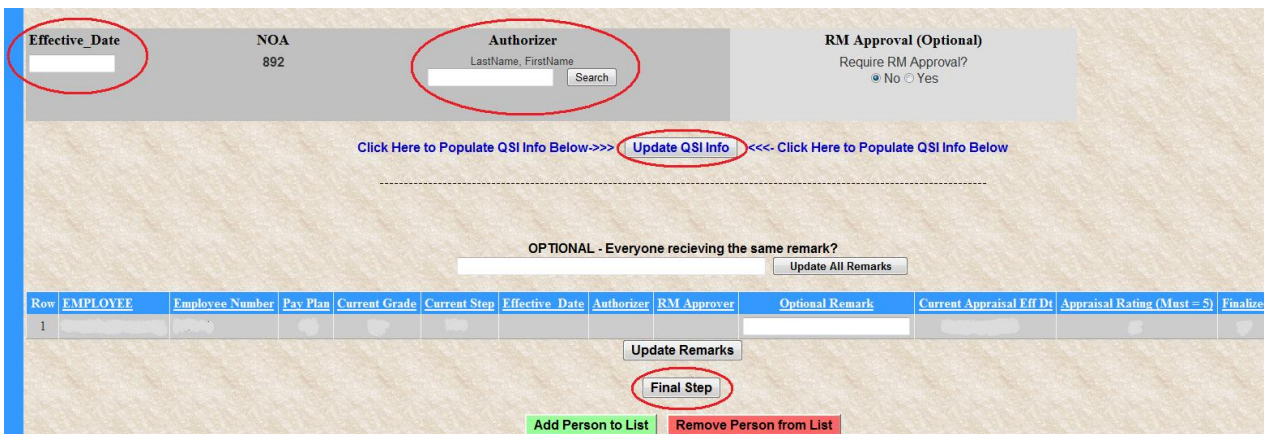 Effective_Date NOA Authorizer RM Approval (Optional)
892 LastName, FirstName Require RM Approval?
Search No Yes
Click Here to Populate QSI Info Below->>> Update QSI Info <<<- Click Here to Populate QSI Info Below
OPTIONAL - Everyone recieving the same remark?
Update All Remarks
Row EMPLOYEE Employee Number Pay Plan Current Grade Current Step Effective Date Authorizer RM Approver Optional Remark Current Appraisal Eff Dt Appraisal Rating (Must = 5) Finalize
1
Update Remarks
Final Step
Add Person to List Remove Person from List